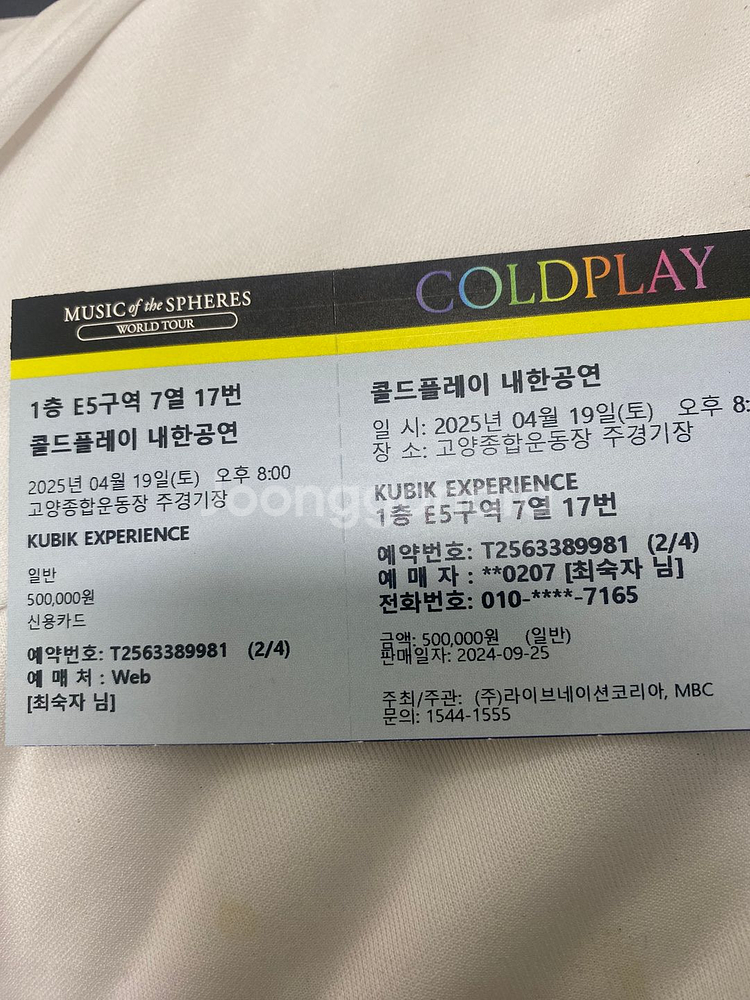 MUSIC of the SPHERES
WORLD TOUR
1층 E5구역 7열 17번
콜드플레이 내한공연
2025년 04월 19일(토) 오후 8:00
고양종합운동장 주경기장
KUBIK EXPERIENCE
일반
500,000원
신용카드
예약번호: T2563389981 (2/4)
예 매 처 : Web
[최숙자 님]
COLDPLAY
콜드플레이 내한공연
일 시: 2025년 04월 19일(토) 오후 8:
장 소: 고양종합운동장 주경기장
KUBIK EXPERIENCE
1층 E5구역 7열 17번
예약번호: T2563389981 (2/4)
예 매 자 : **0207 [최숙자 님]
전화번호: 010-****-7165
금액: 500,000원 (일반)
판매일자: 2024-09-25
주최/주관: (주)라이브네이션코리아, MBC
문의: 1544-1555